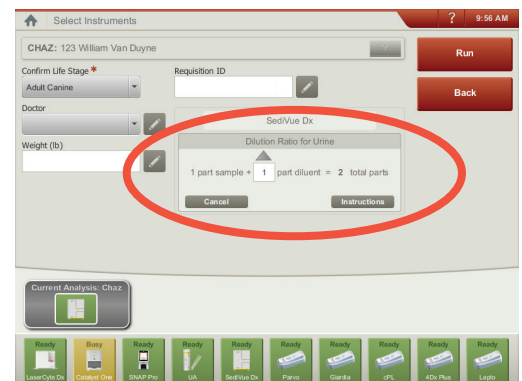 Select Instruments
? 9:56 AM
CHAZ: 123 William Van Duyne
Run
Confirm Life Stage *
Requisition ID
Adult Canine
Back
Doctor
SediVue Dx
Weight (lb)
Dilution Ratio for Urine
1 part sample + 1 part diluent = 2 total parts
Cancel
Instructions
Current Analysis: Chaz
Ready Busy Ready Ready Ready Ready Ready Ready Ready Ready
LaserCyte Dx Catalyst One SNAP Pro UA SediVue Dx Parvo Giardia cPL 4Dx Plus Lepto